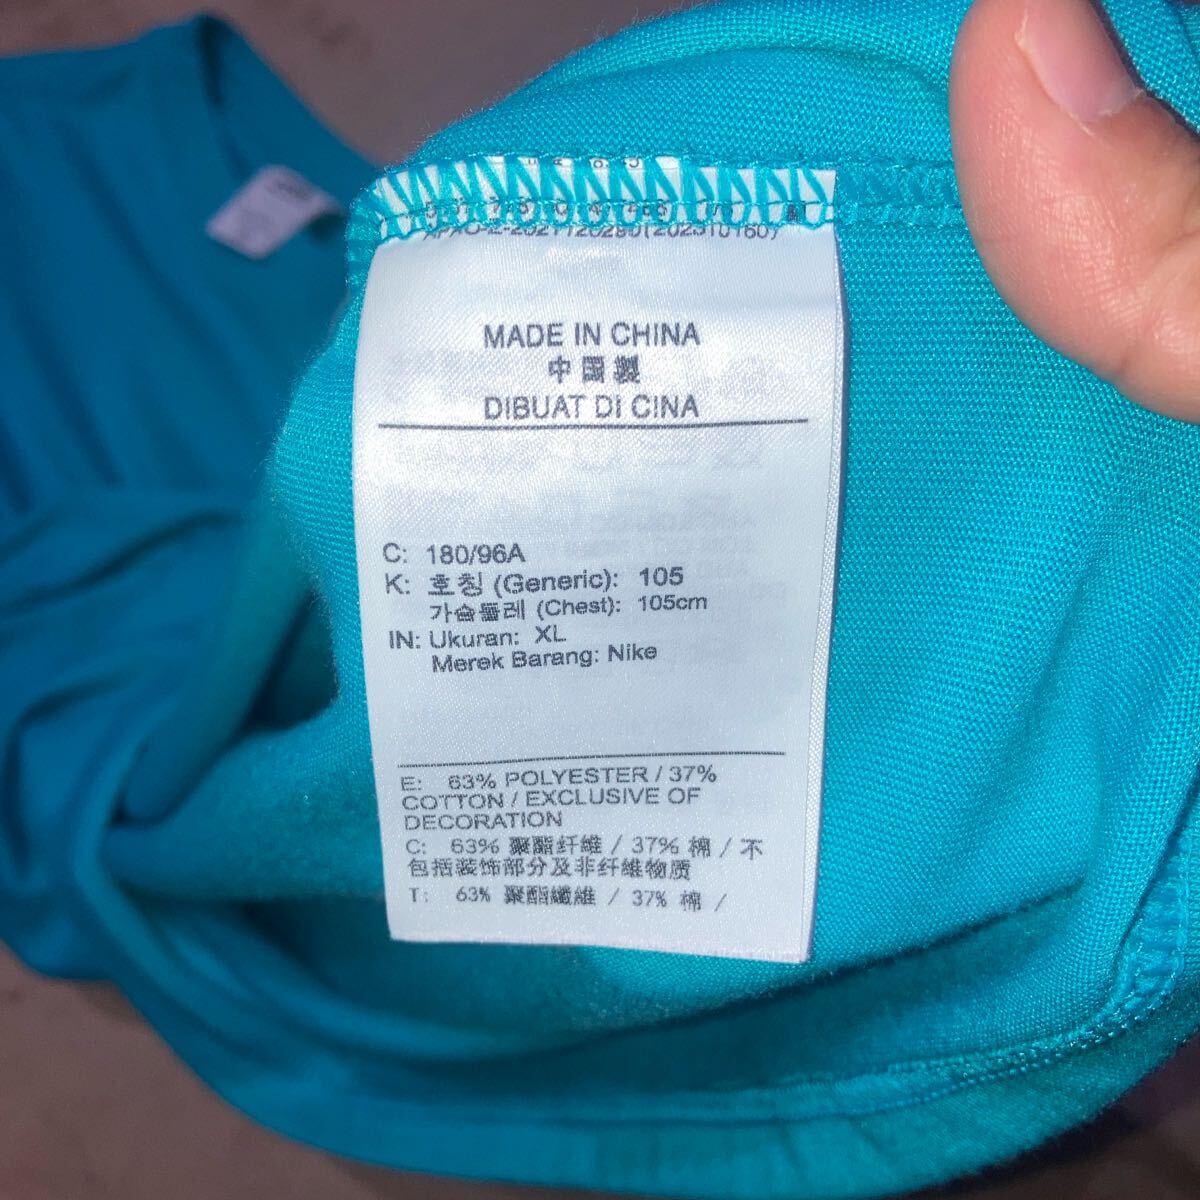 MADE IN CHINA
中国製
DIBUAT DI CINA
C: 180/96A
K: 호칭 (Generic): 105
가슴둘레 (Chest): 105cm
IN: Ukuran: XL
Merek Barang: Nike
E: 63% POLYESTER / 37%
COTTON / EXCLUSIVE OF
DECORATION
C: 63% 聚酯纤维 / 37% 棉 / 不
包括装饰部分及非纤维物质
T: 63% 聚酯纖維 / 37% 棉 /